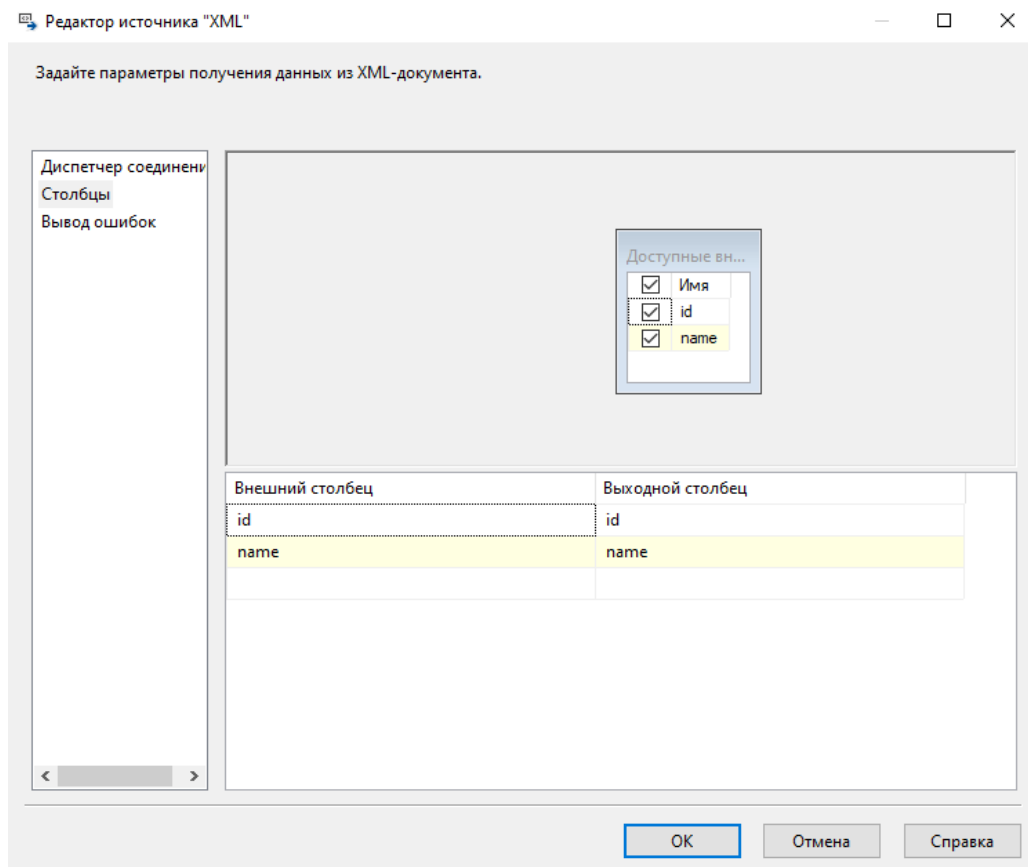 Редактор источника "XML"
Задайте параметры получения данных из XML-документа.
Диспетчер соединени
Столбцы
Вывод ошибок
Доступные вн...
Имя
id
name
Внешний столбец Выходной столбец
id id
name name
ОК Отмена Справка